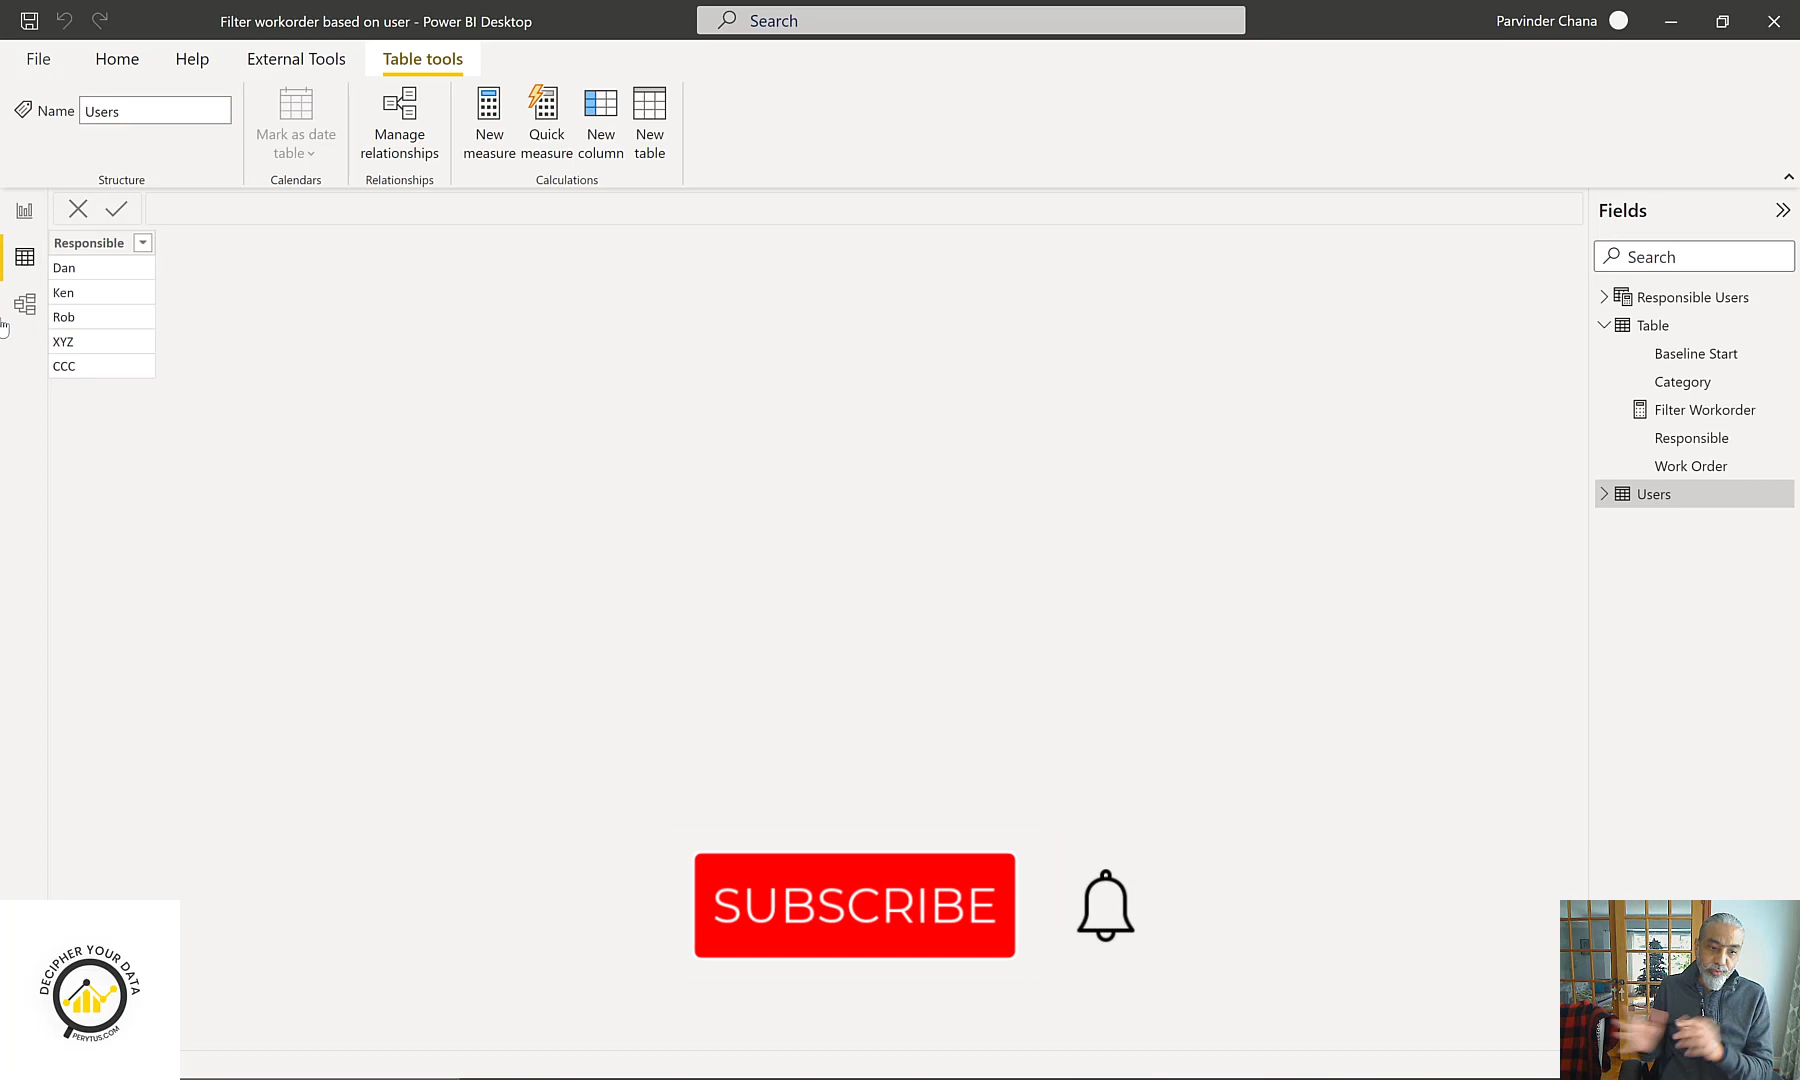 Filter workorder based on user - Power BI Desktop
Search
Parvinder Chana
File
Home
Help
External Tools
Table tools
Name
Users
Mark as date
table
Manage
relationships
New
measure
Quick
measure
New
column
New
table
Structure
Calendars
Relationships
Calculations
Responsible
Dan
Ken
Rob
XYZ
CCC
Fields
Search
Responsible Users
Table
Baseline Start
Category
Filter Workorder
Responsible
Work Order
Users
SUBSCRIBE
DECIPHER YOUR DATA
PERYTUS.COM